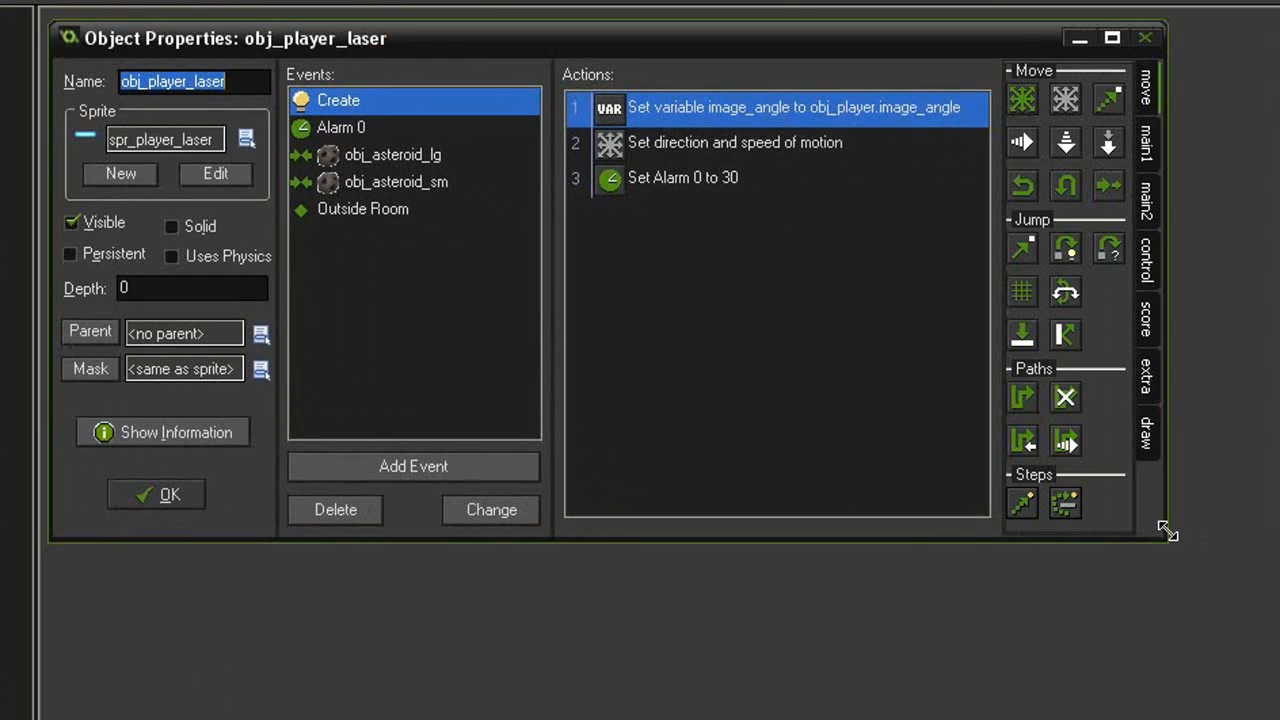 Object Properties: obj_player_laser
Name: obj_player_laser
Sprite
spr_player_laser
New Edit
Visible Solid
Persistent Uses Physics
Depth: 0
Parent <no parent>
Mask <same as sprite>
Show Information
OK
Events:
Create
Alarm 0
obj_asteroid_lg
obj_asteroid_sm
Outside Room
Add Event
Delete Change
Actions:
1 VAR Set variable image_angle to obj_player.image_angle
2 Set direction and speed of motion
3 Set Alarm 0 to 30
Move
Jump
Paths
Steps
move
main1
main2
control
score
extra
draw